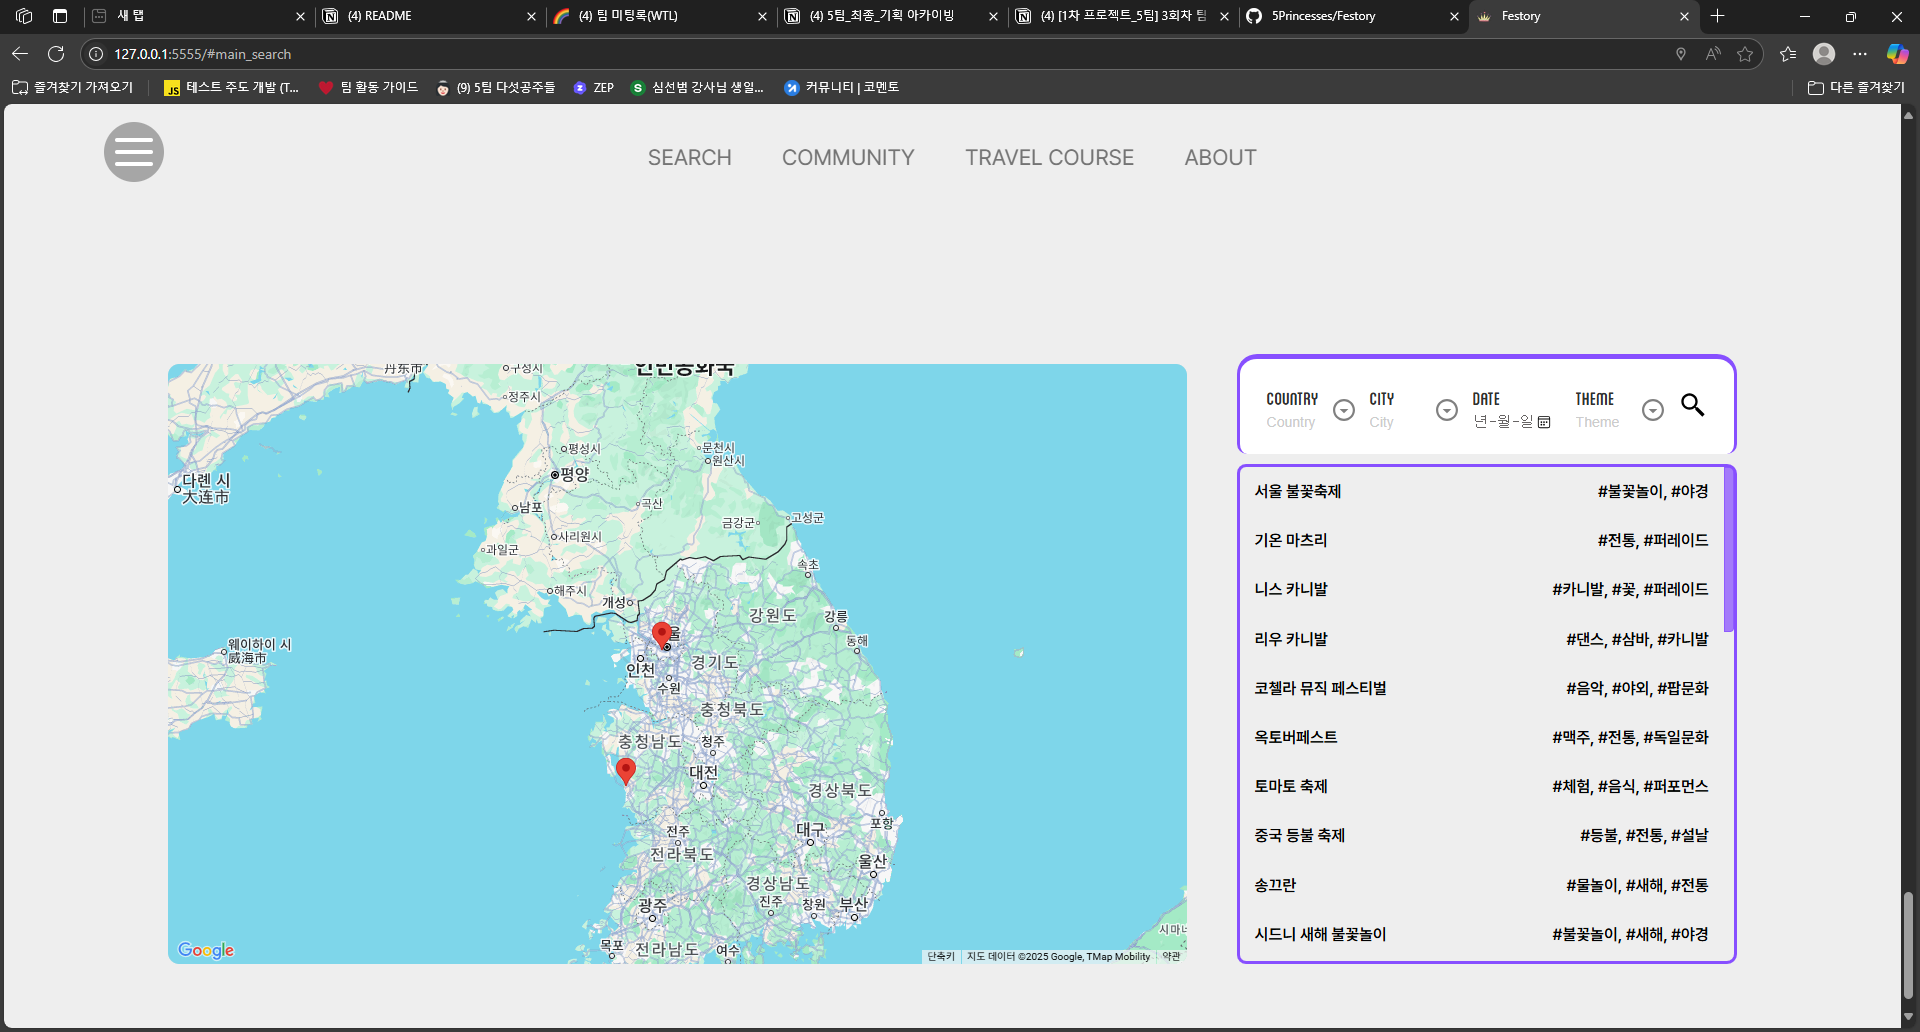 새 탭
(4) README
(4) 팀 미팅록(WTL)
(4) 5팀_최종_기획 아카이빙
(4) [1차 프로젝트_5팀] 3회차 팀
5Princesses/Festory
Festory
127.0.0.1:5555/#main_search
즐겨찾기 가져오기
테스트 주도 개발 (T...
팀 활동 가이드
(9) 5팀 다섯공주들
ZEP
심선범 강사님 생일...
커뮤니티 | 코멘토
다른 즐겨찾기
SEARCH
COMMUNITY
TRAVEL COURSE
ABOUT
丹东市
구성시
정주시
평성시
문천시
원산시
평양
다롄 시
大连市
곡산
남포
금강군
고성군
사리원시
과일군
속초
해주시
개성
강원도
강릉
동해
웨이하이 시
威海市
울
인천
경기도
수원
충청북도
충청남도
청주
대전
경상북도
포항
전주
대구
전라북도
울산
경상남도
진주
창원
부산
광주
목포
전라남도
여수
시마네
Google
단축키
지도 데이터 ©2025 Google, TMap Mobility
약관
COUNTRY
Country
CITY
City
DATE
년-월-일
THEME
Theme
서울 불꽃축제 #불꽃놀이, #야경
기온 마츠리 #전통, #퍼레이드
니스 카니발 #카니발, #꽃, #퍼레이드
리우 카니발 #댄스, #삼바, #카니발
코첼라 뮤직 페스티벌 #음악, #야외, #팝문화
옥토버페스트 #맥주, #전통, #독일문화
토마토 축제 #체험, #음식, #퍼포먼스
중국 등불 축제 #등불, #전통, #설날
송끄란 #물놀이, #새해, #전통
시드니 새해 불꽃놀이 #불꽃놀이, #새해, #야경